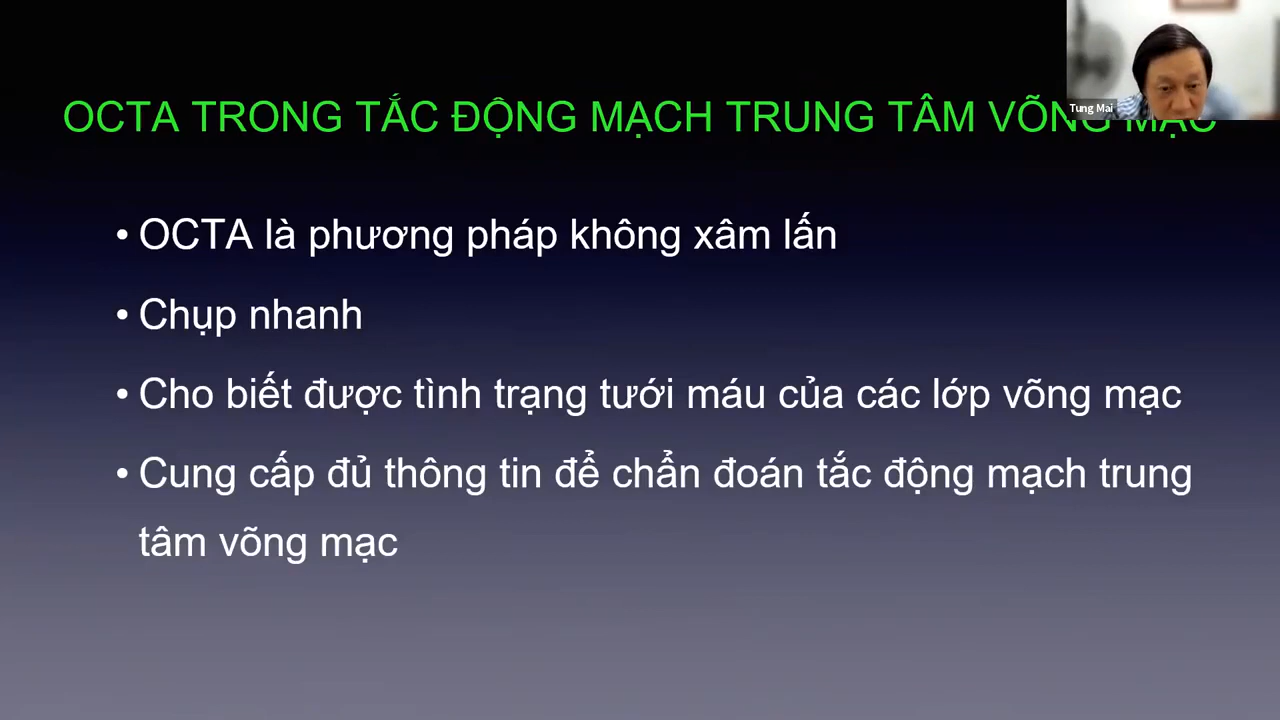 OCTA TRONG TẮC ĐỘNG MẠCH TRUNG TÂM VÕNG MẠC
Tung Mai
• OCTA là phương pháp không xâm lấn
• Chụp nhanh
• Cho biết được tình trạng tưới máu của các lớp võng mạc
• Cung cấp đủ thông tin để chẩn đoán tắc động mạch trung
tâm võng mạc